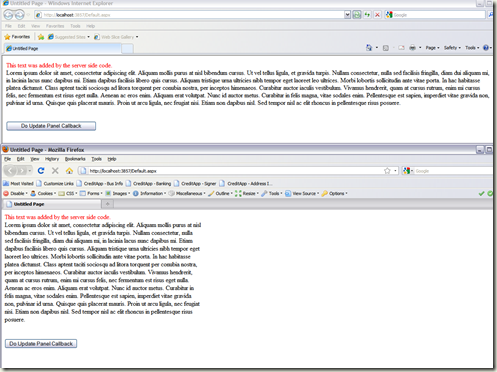 Untitled Page - Windows Internet Explorer
http://localhost:3857/Default.aspx
Google
File Edit View Favorites Tools Help
Favorites Suggested Sites Web Slice Gallery
Untitled Page Page Safety Tools
This text was added by the server side code.
Lorem ipsum dolor sit amet, consectetur adipiscing elit. Aliquam mollis purus at nisl bibendum cursus. Ut vel tellus ligula, et gravida turpis. Nullam consectetur, nulla sed facilisis fringilla, diam dui aliquam mi,
in lacinia lacus nunc dapibus mi. Etiam dapibus facilisis libero quis cursus. Aliquam tristique urna ultricies nibh dapibus tempor eget laoreet leo ultrices. Morbi lobortis sollicitudin ante vitae porta. In hac habitasse
platea dictumst. Class aptent taciti sociosqu ad litora torquent per conubia nostra, per inceptos himenaeos. Curabitur auctor iaculis vestibulum. Vivamus hendrerit, quam at cursus rutrum, enim mi cursus
felis, nec fermentum est risus eget nulla. Aenean ac eros enim. Aliquam erat volutpat. Nunc id auctor metus. Curabitur in felis magna, vitae sodales enim. Pellentesque est sapien, imperdiet vitae gravida non,
pulvinar id urna. Quisque quis placerat mauris. Proin ut arcu ligula, nec feugiat nisi. Etiam non dapibus nisl. Sed tempor nisl ac elit rhoncus in pellentesque risus posuere.
Do Update Panel Callback
Untitled Page - Mozilla Firefox
File Edit View History Bookmarks Tools Help
http://localhost:3857/Default.aspx
Google
Most Visited Customize Links CreditApp - Bus Info CreditApp - Banking CreditApp - Signer CreditApp - Address I...
Disable Cookies CSS Forms Images Information Miscellaneous Outline Resize Tools View Source Options
Untitled Page
This text was added by the server side code.
Lorem ipsum dolor sit amet, consectetur adipiscing elit. Aliquam mollis purus at nisl
bibendum cursus. Ut vel tellus ligula, et gravida turpis. Nullam consectetur, nulla
sed facilisis fringilla, diam dui aliquam mi, in lacinia lacus nunc dapibus mi. Etiam
dapibus facilisis libero quis cursus. Aliquam tristique urna ultricies nibh dapibus tempor eget
laoreet leo ultrices. Morbi lobortis sollicitudin ante vitae porta. In hac habitasse
platea dictumst. Class aptent taciti sociosqu ad litora torquent per conubia nostra,
per inceptos himenaeos. Curabitur auctor iaculis vestibulum. Vivamus hendrerit,
quam at cursus rutrum, enim mi cursus felis, nec fermentum est risus eget nulla.
Aenean ac eros enim. Aliquam erat volutpat. Nunc id auctor metus. Curabitur in
felis magna, vitae sodales enim. Pellentesque est sapien, imperdiet vitae gravida
non, pulvinar id urna. Quisque quis placerat mauris. Proin ut arcu ligula, nec feugiat
nisi. Etiam non dapibus nisl. Sed tempor nisl ac elit rhoncus in pellentesque risus
posuere.
Do Update Panel Callback